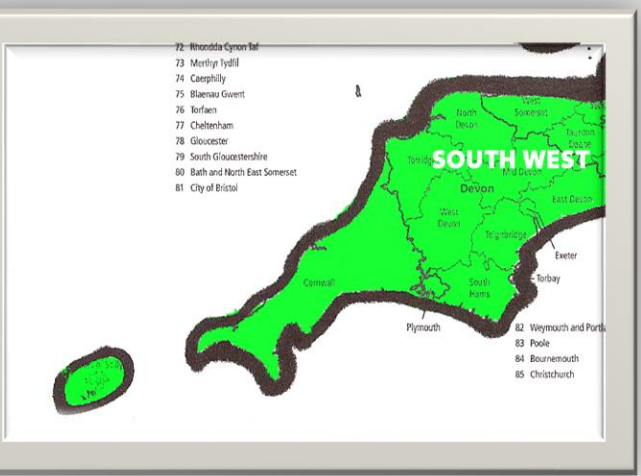 72 Rhondda Cynon Taf
73 Merthyr Tydfil
74 Caerphilly
75 Blaenau Gwent
76 Torfaen
77 Cheltenham
78 Gloucester
79 South Gloucestershire
80 Bath and North East Somerset
81 City of Bristol
West
Somerset
North
Devon
Taunton
Deane
Torridge
SOUTH WEST
Mid Devon
Devon
East Devon
West
Devon
Teignbridge
Exeter
Torbay
Cornwall
South
Hams
Plymouth
82 Weymouth and Portla
83 Poole
84 Bournemouth
85 Christchurch